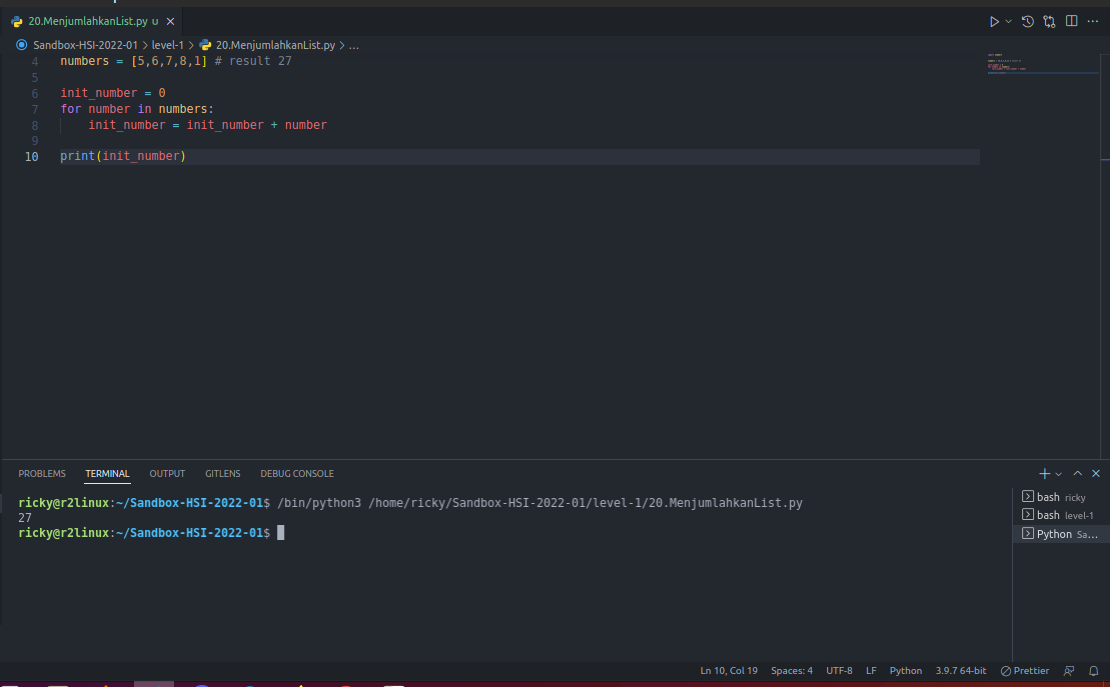 20.MenjumlahkanList.py U
Sandbox-HSI-2022-01 > level-1 > 20.MenjumlahkanList.py > ...
4 numbers = [5,6,7,8,1] # result 27
5
6 init_number = 0
7 for number in numbers:
8     init_number = init_number + number
9
10 print(init_number)
PROBLEMS TERMINAL OUTPUT GITLENS DEBUG CONSOLE
ricky@r2linux:~/Sandbox-HSI-2022-01$ /bin/python3 /home/ricky/Sandbox-HSI-2022-01/level-1/20.MenjumlahkanList.py
27
ricky@r2linux:~/Sandbox-HSI-2022-01$
bash ricky
bash level-1
Python Sa...
Ln 10, Col 19 Spaces: 4 UTF-8 LF Python 3.9.7 64-bit Prettier